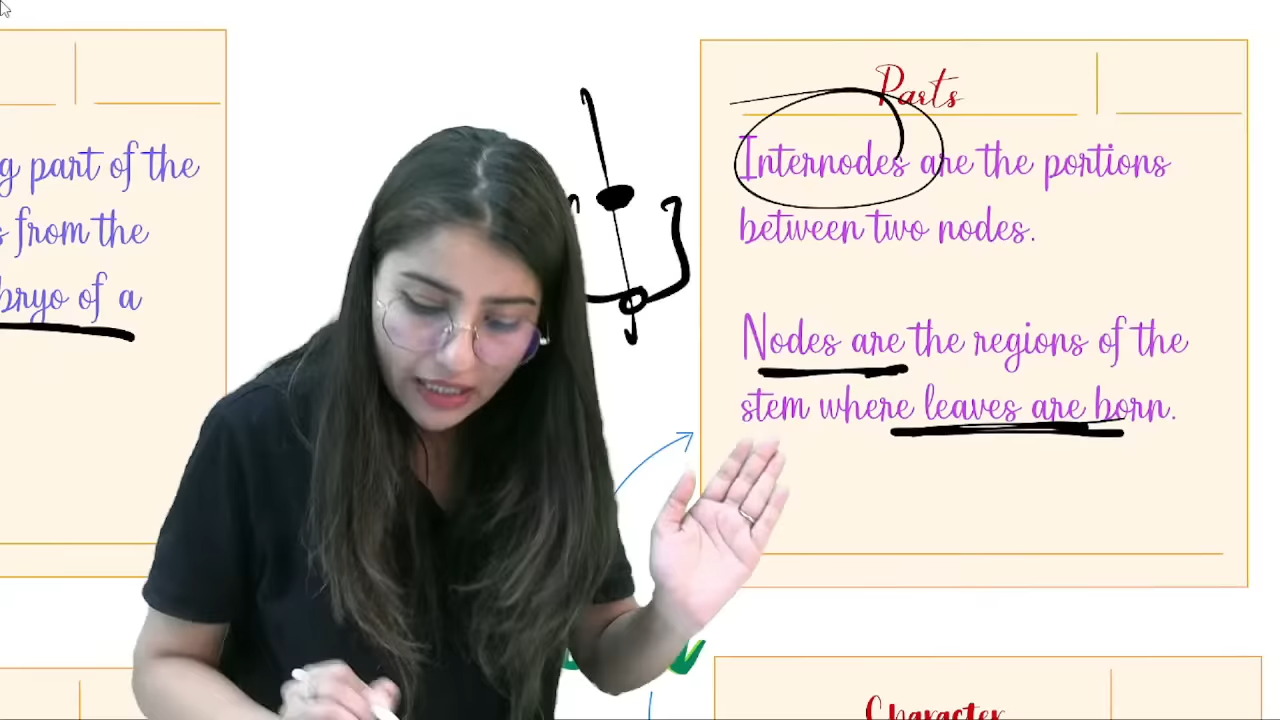 g part of the
s from the
bryo of a
Parts
Internodes are the portions
between two nodes.
Nodes are the regions of the
stem where leaves are born.
Character